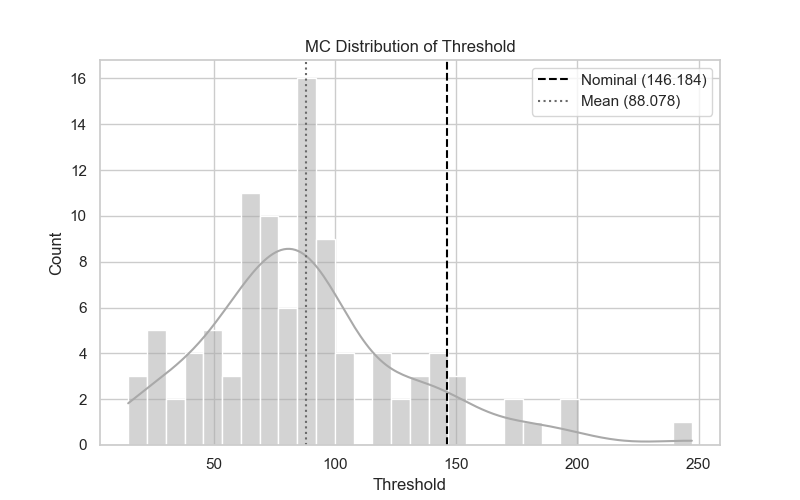 MC Distribution of Threshold
Nominal (146.184)
Mean (88.078)
16
14
12
10
8
6
4
2
0
Count
50
100
150
200
250
Threshold